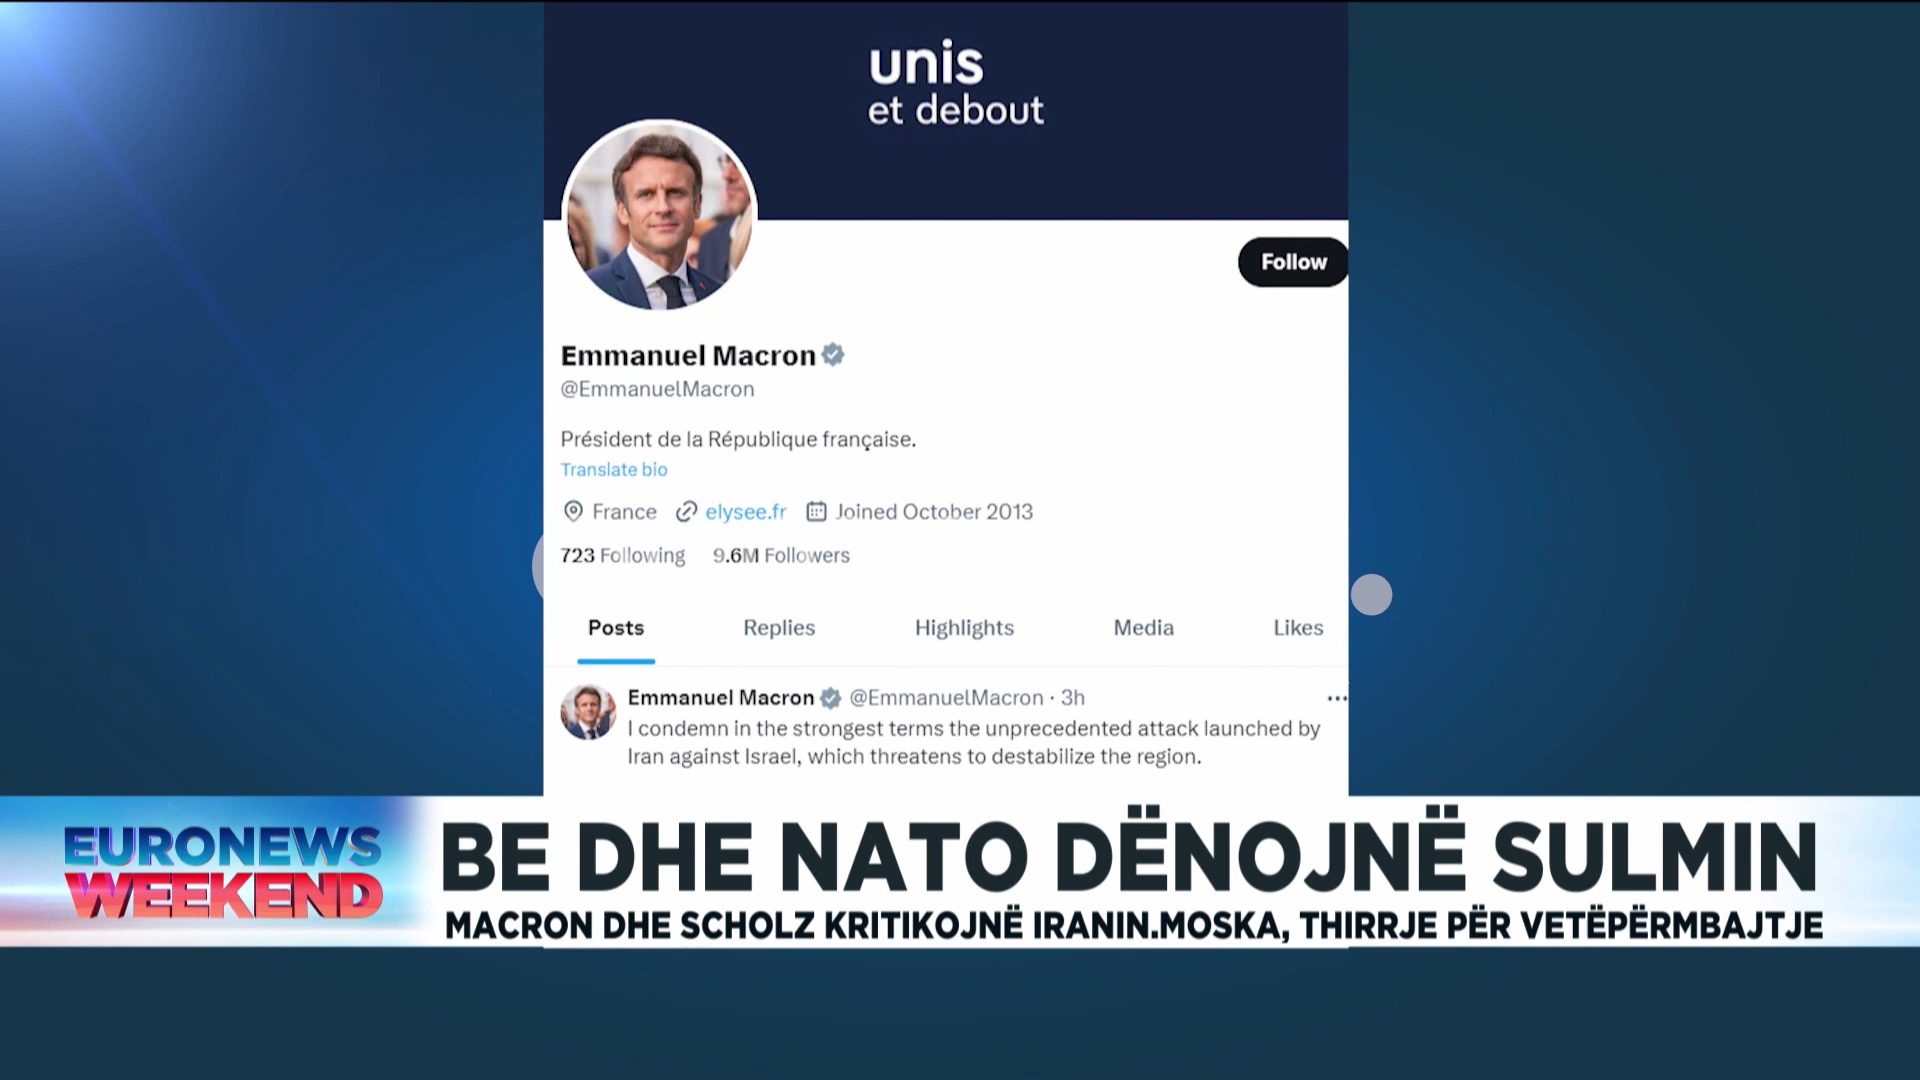 unis
et debout
Follow
Emmanuel Macron
@EmmanuelMacron
Président de la République française.
Translate bio
France elysee.fr Joined October 2013
723 Following 9.6M Followers
Posts Replies Highlights Media Likes
Emmanuel Macron @EmmanuelMacron · 3h
I condemn in the strongest terms the unprecedented attack launched by
Iran against Israel, which threatens to destabilize the region.
EURONEWS
WEEKEND
BE DHE NATO DËNOJNË SULMIN
MACRON DHE SCHOLZ KRITIKOJNË IRANIN.MOSKA, THIRRJE PËR VETËPËRMBAJTJE